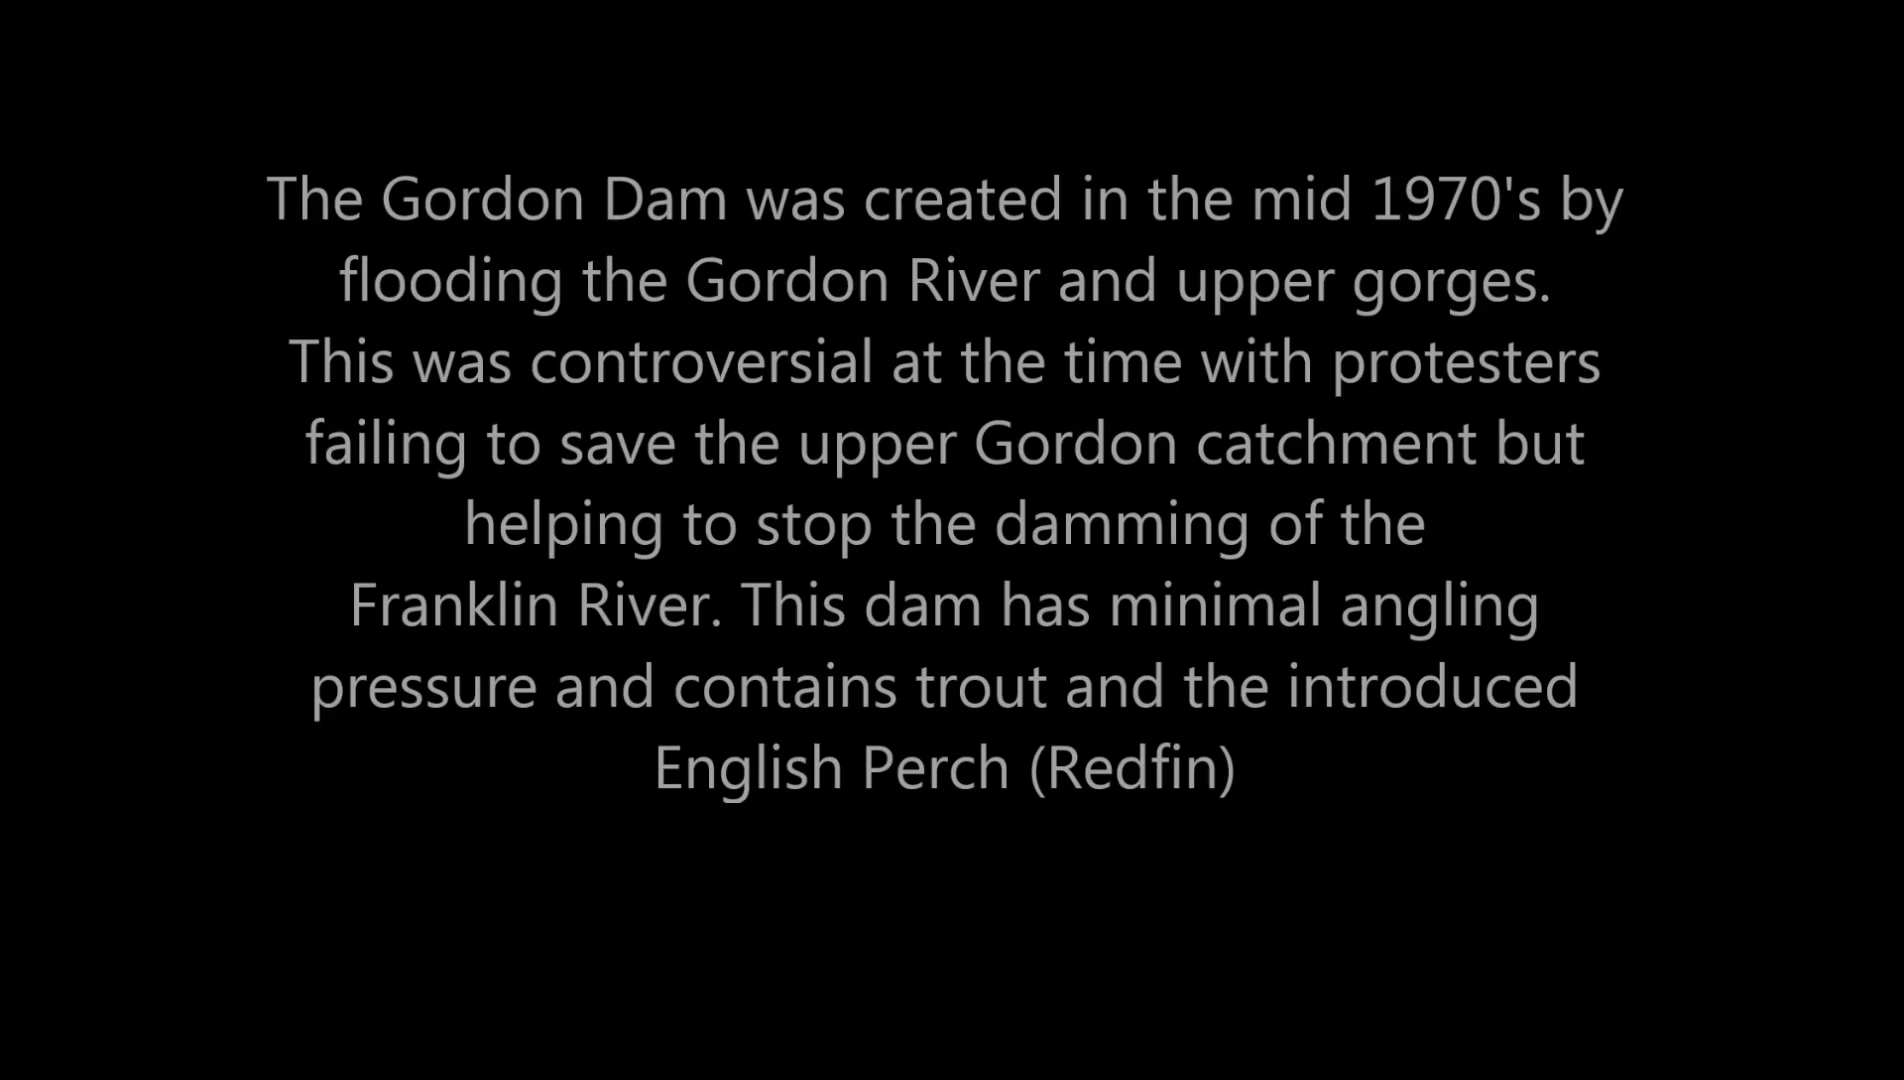 The Gordon Dam was created in the mid 1970's by
flooding the Gordon River and upper gorges.
This was controversial at the time with protesters
failing to save the upper Gordon catchment but
helping to stop the damming of the
Franklin River. This dam has minimal angling
pressure and contains trout and the introduced
English Perch (Redfin)